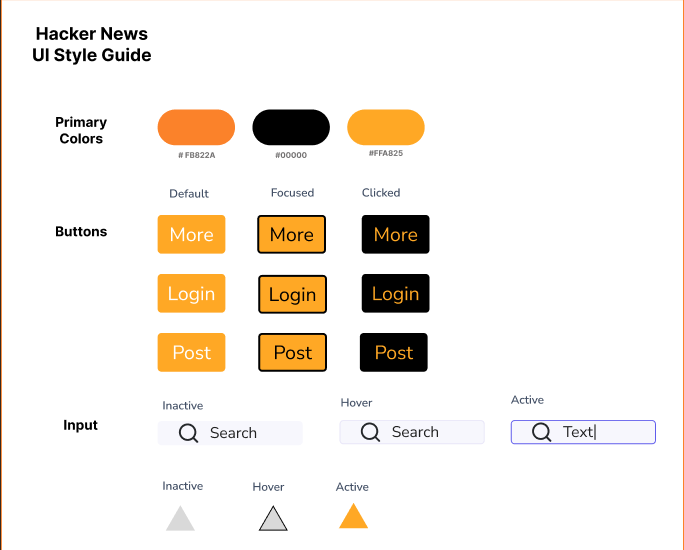 Hacker News
UI Style Guide
Primary
Colors
# FB822A
#00000
#FFA825
Default
Focused
Clicked
Buttons
More
More
More
Login
Login
Login
Post
Post
Post
Inactive
Hover
Active
Input
Search
Search
Text
Inactive
Hover
Active